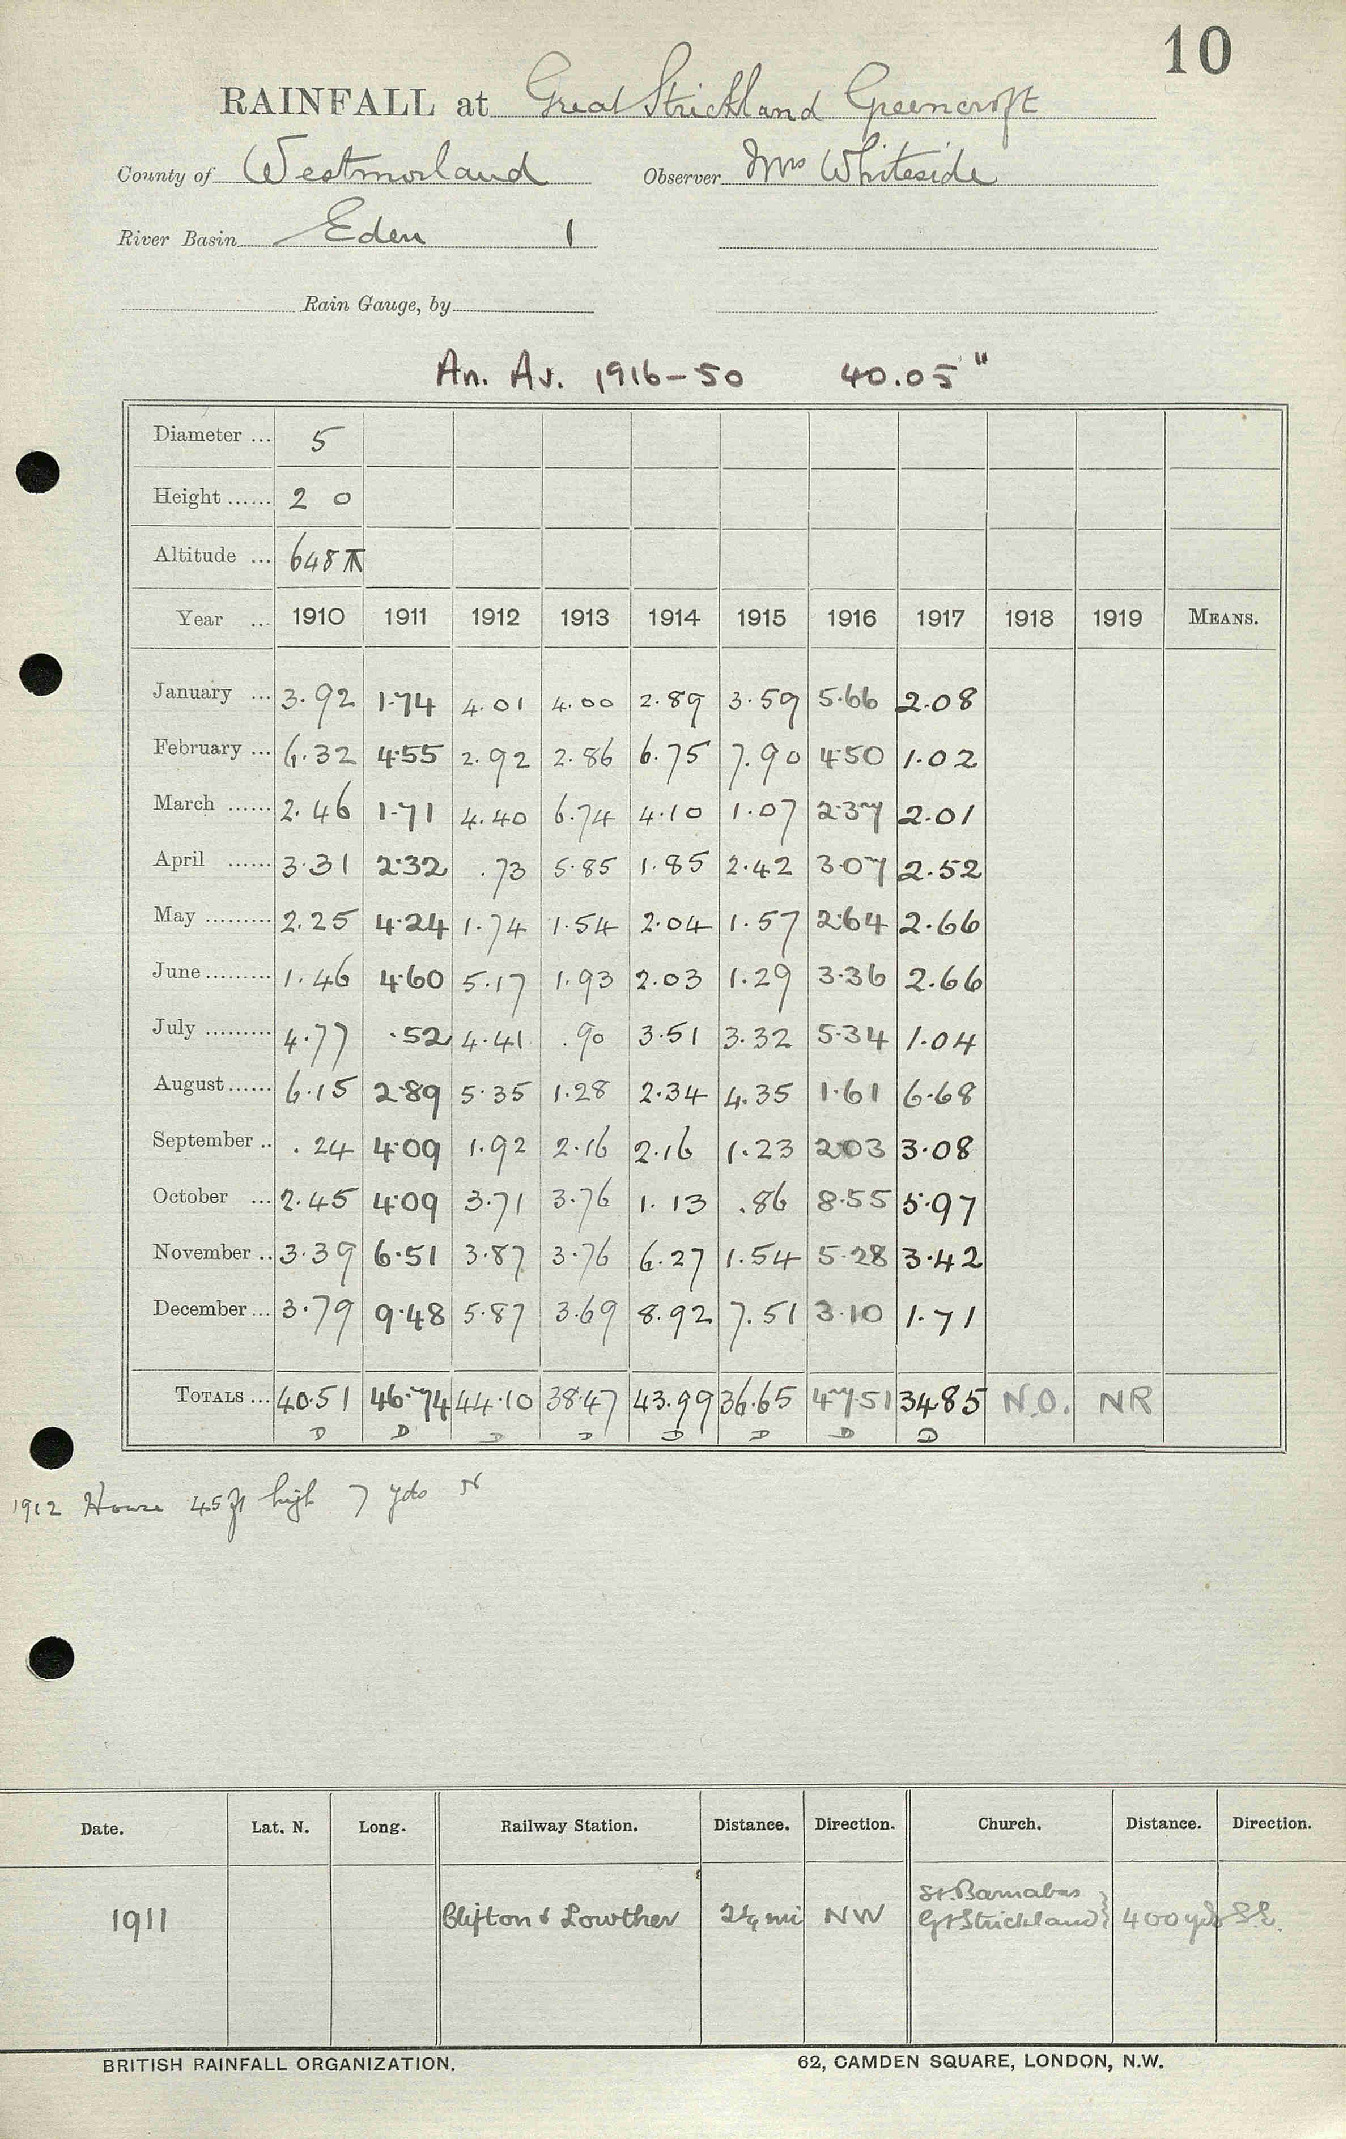 10
RAINFALL at Great Strickland Greencroft
County of Westmorland Observer Mrs Whiteside
River Basin Eden 1
Rain Gauge, by
An. Av. 1916-50 40.05"
Diameter ... 5
Height ...... 2 0
Altitude ... 648
Year ... 1910 1911 1912 1913 1914 1915 1916 1917 1918 1919 MEANS.
January ... 3.92 1.74 4.01 4.00 2.89 3.59 5.66 2.08
February ... 6.32 4.55 2.92 2.86 6.75 7.90 4.50 1.02
March ...... 2.46 1.71 4.40 6.74 4.10 1.07 2.37 2.01
April ...... 3.31 2.32 .73 5.85 1.85 2.42 3.07 2.52
May ......... 2.25 4.24 1.74 1.54 2.04 1.57 2.64 2.66
June ......... 1.46 4.60 5.17 1.93 2.03 1.29 3.36 2.66
July ......... 4.77 .52 4.41 .90 3.51 3.32 5.34 1.04
August ...... 6.15 2.89 5.35 1.28 2.34 4.35 1.61 6.68
September .. .24 4.09 1.92 2.16 2.16 1.23 2.03 3.08
October ... 2.45 4.09 3.71 3.76 1.13 .86 8.55 5.97
November .. 3.39 6.51 3.87 3.76 6.27 1.54 5.28 3.42
December ... 3.79 9.48 5.87 3.69 8.92 7.51 3.10 1.71
TOTALS ... 40.51 46.74 44.10 38.47 43.99 36.65 47.51 34.85 N.O. NR
D D D D D D D D
1912 House 45 ft high 7 yds N
Date. Lat. N. Long. Railway Station. Distance. Direction. Church. Distance. Direction.
1911 Clifton & Lowther 2¼ mi NW St. Barnabas Gt Strickland 400 yds S.E.
BRITISH RAINFALL ORGANIZATION. 62, CAMDEN SQUARE, LONDON, N.W.